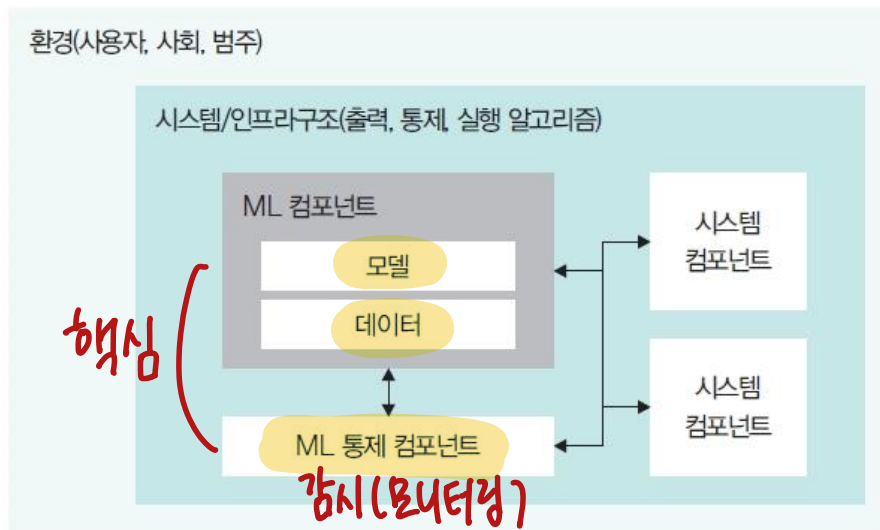 환경(사용자, 사회, 범주)
시스템/인프라구조(출력, 통제, 실행 알고리즘)
ML 컴포넌트
모델
데이터
핵심
ML 통제 컴포넌트
감시(모니터링)
시스템
컴포넌트
시스템
컴포넌트